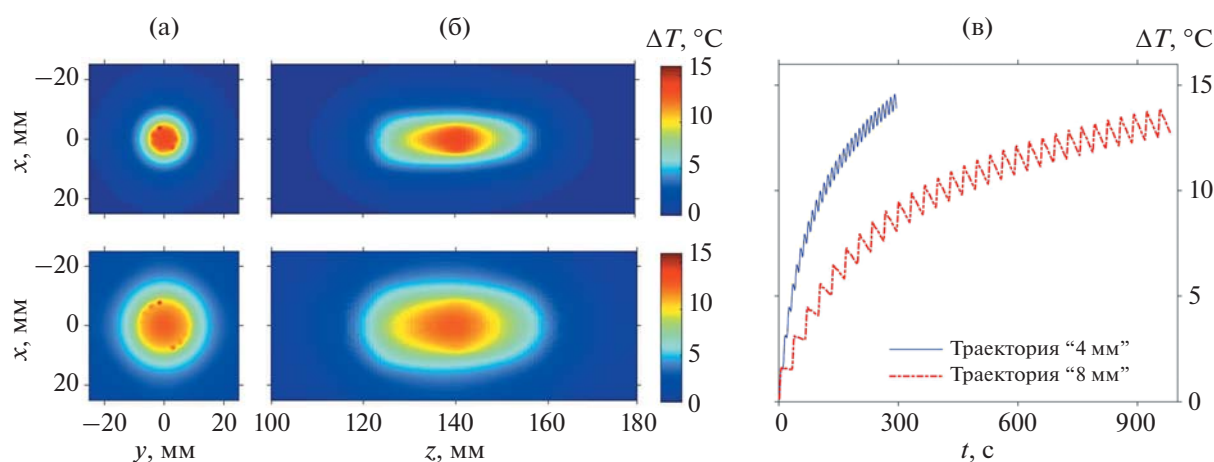 (а)
(б)
(в)
ΔT, °C
ΔT, °C
x, мм
−20
0
20
15
10
5
0
x, мм
−20
0
20
15
10
5
0
−20 0 20
y, мм
100 120 140 160 180
z, мм
15
10
5
0
Траектория “4 мм”
Траектория “8 мм”
0 300 600 900
t, с